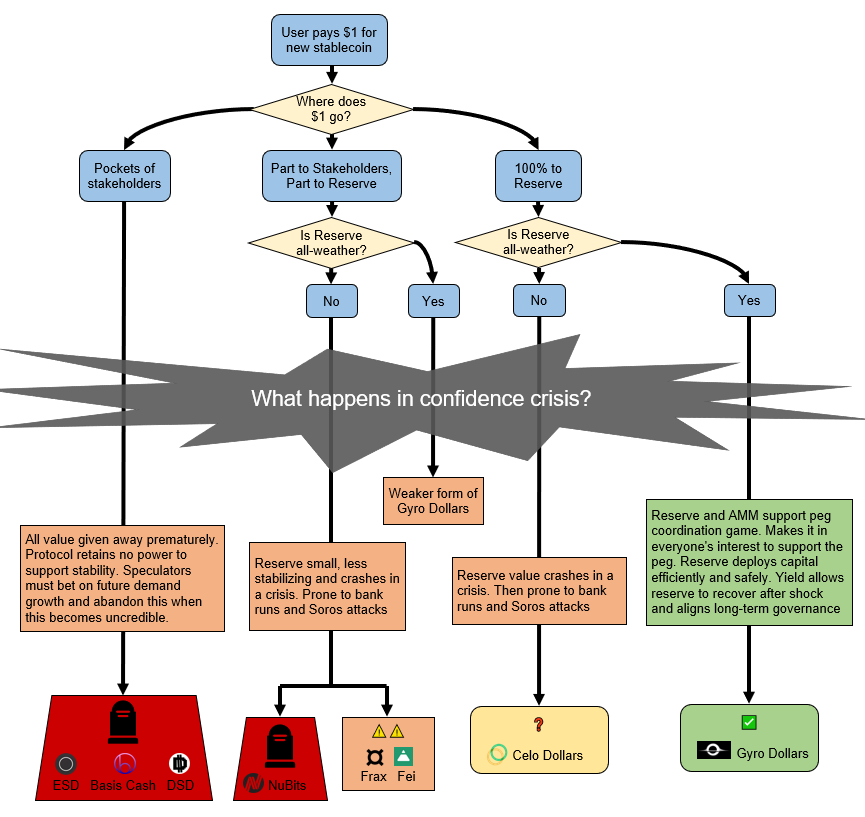 User pays $1 for
new stablecoin
Where does
$1 go?
Pockets of
stakeholders
Part to Stakeholders,
Part to Reserve
100% to
Reserve
Is Reserve
all-weather?
Is Reserve
all-weather?
No
Yes
No
Yes
What happens in confidence crisis?
Weaker form of
Gyro Dollars
All value given away prematurely.
Protocol retains no power to
support stability. Speculators
must bet on future demand
growth and abandon this when
this becomes uncredible.
Reserve small, less
stabilizing and crashes in
a crisis. Prone to bank
runs and Soros attacks
Reserve value crashes in a
crisis. Then prone to bank
runs and Soros attacks
Reserve and AMM support peg
coordination game. Makes it in
everyone's interest to support the
peg. Reserve deploys capital
efficiently and safely. Yield allows
reserve to recover after shock
and aligns long-term governance
ESD
Basis Cash
DSD
NuBits
Frax
Fei
?
Celo Dollars
Gyro Dollars